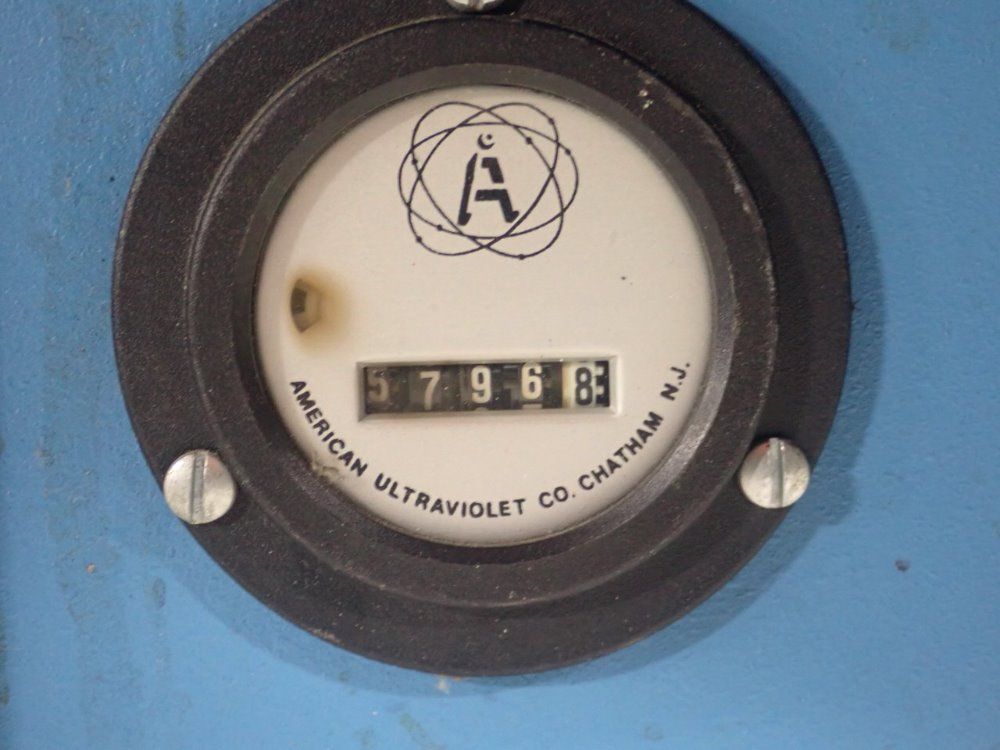 Å
57968
AMERICAN ULTRAVIOLET CO. CHATHAM N.J.